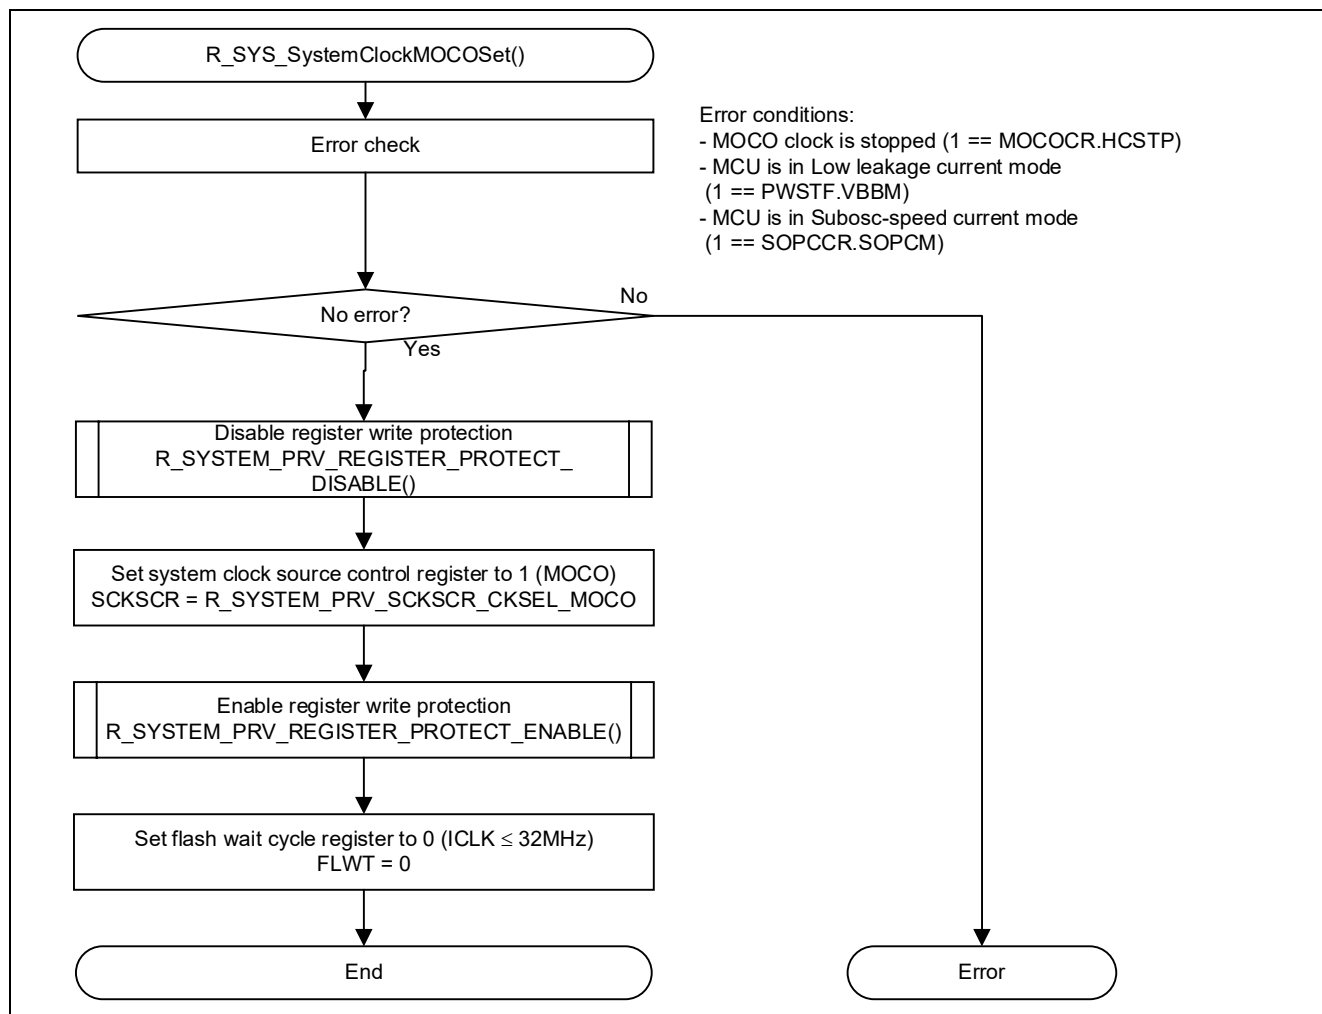 R_SYS_SystemClockMOCOSet()
Error check
Error conditions:
- MOCO clock is stopped (1 == MOCOCR.HCSTP)
- MCU is in Low leakage current mode
(1 == PWSTF.VBBM)
- MCU is in Subosc-speed current mode
(1 == SOPCCR.SOPCM)
No error?
No
Yes
Disable register write protection
R_SYSTEM_PRV_REGISTER_PROTECT_
DISABLE()
Set system clock source control register to 1 (MOCO)
SCKSCR = R_SYSTEM_PRV_SCKSCR_CKSEL_MOCO
Enable register write protection
R_SYSTEM_PRV_REGISTER_PROTECT_ENABLE()
Set flash wait cycle register to 0 (ICLK ≤ 32MHz)
FLWT = 0
End
Error